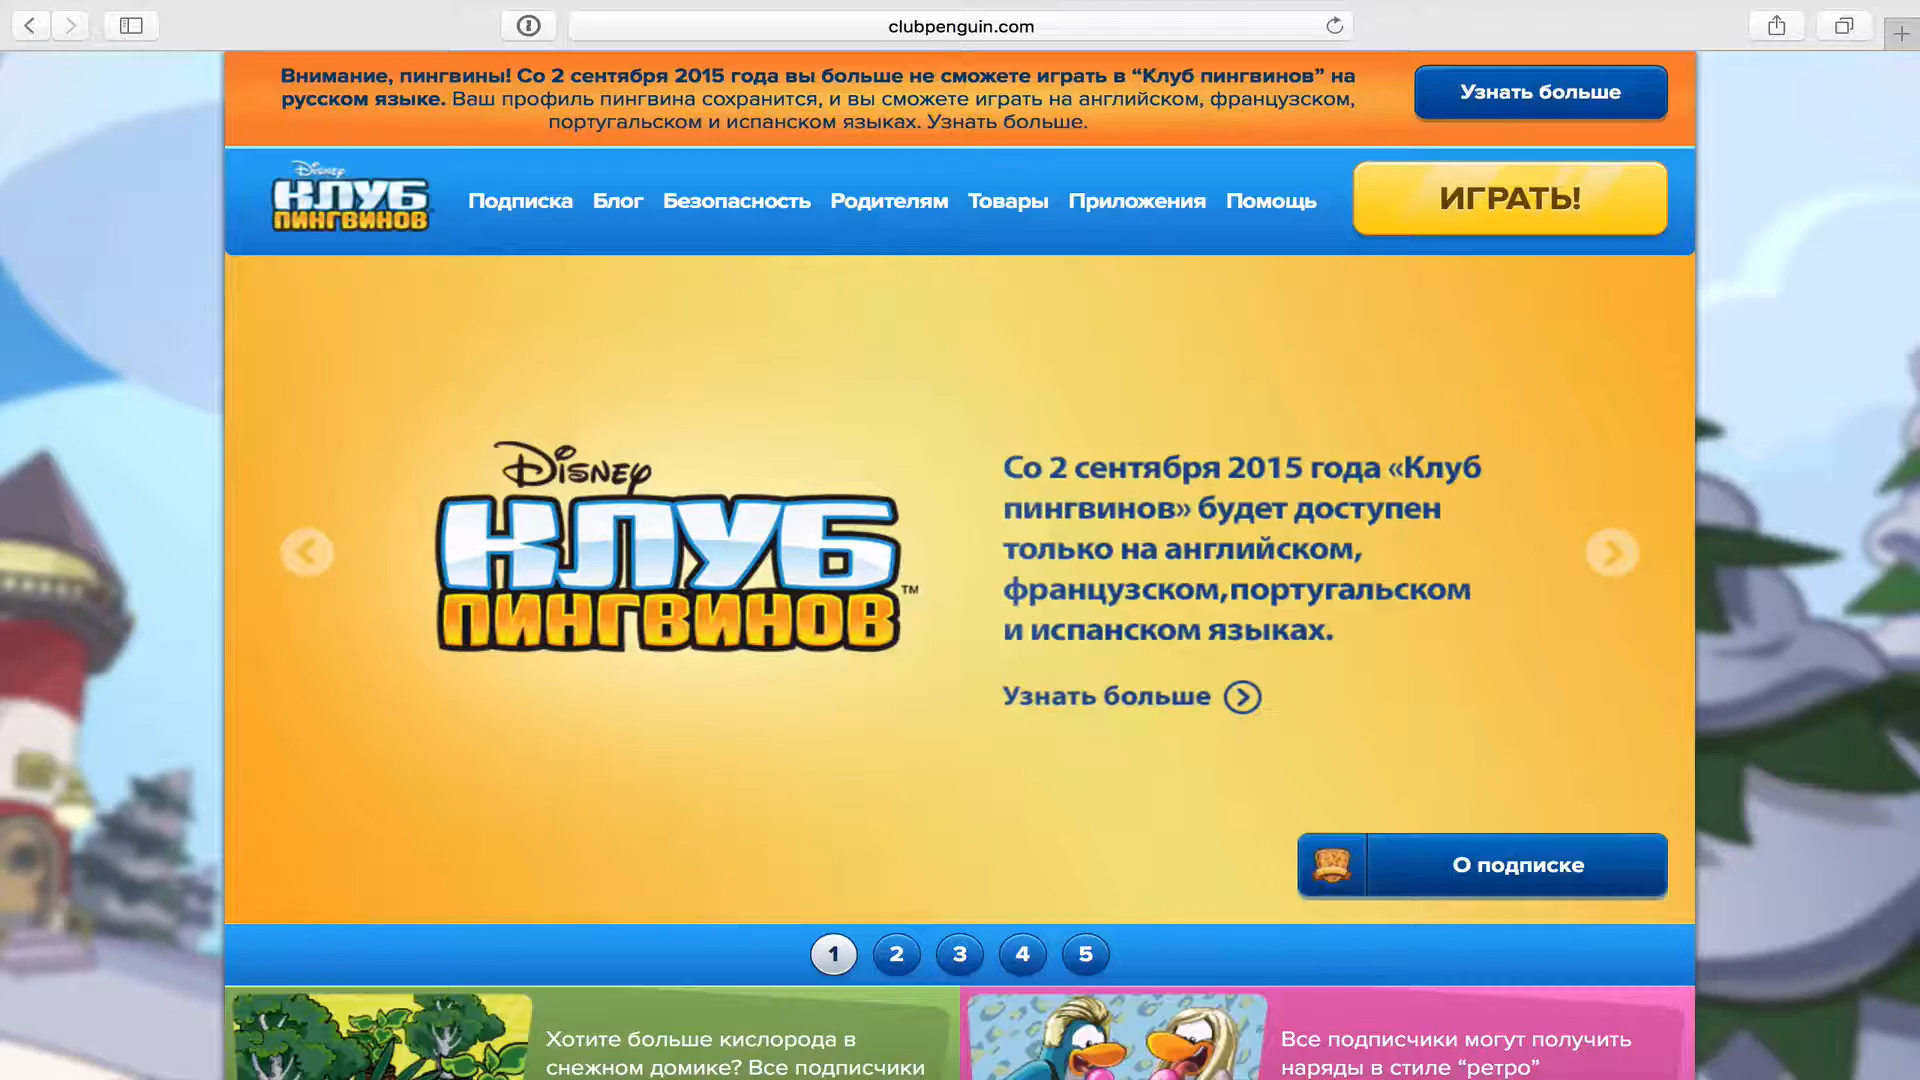 clubpenguin.com
Внимание, пингвины! Со 2 сентября 2015 года вы больше не сможете играть в “Клуб пингвинов” на
русском языке. Ваш профиль пингвина сохранится, и вы сможете играть на английском, французском,
португальском и испанском языках. Узнать больше.
Узнать больше
Disney
КЛУБ
ПИНГВИНОВ
Подписка Блог Безопасность Родителям Товары Приложения Помощь
ИГРАТЬ!
Disney
КЛУБ
ПИНГВИНОВ™
Со 2 сентября 2015 года «Клуб
пингвинов» будет доступен
только на английском,
французском,португальском
и испанском языках.
Узнать больше
О подписке
1 2 3 4 5
Хотите больше кислорода в
снежном домике? Все подписчики
Все подписчики могут получить
наряды в стиле “ретро”